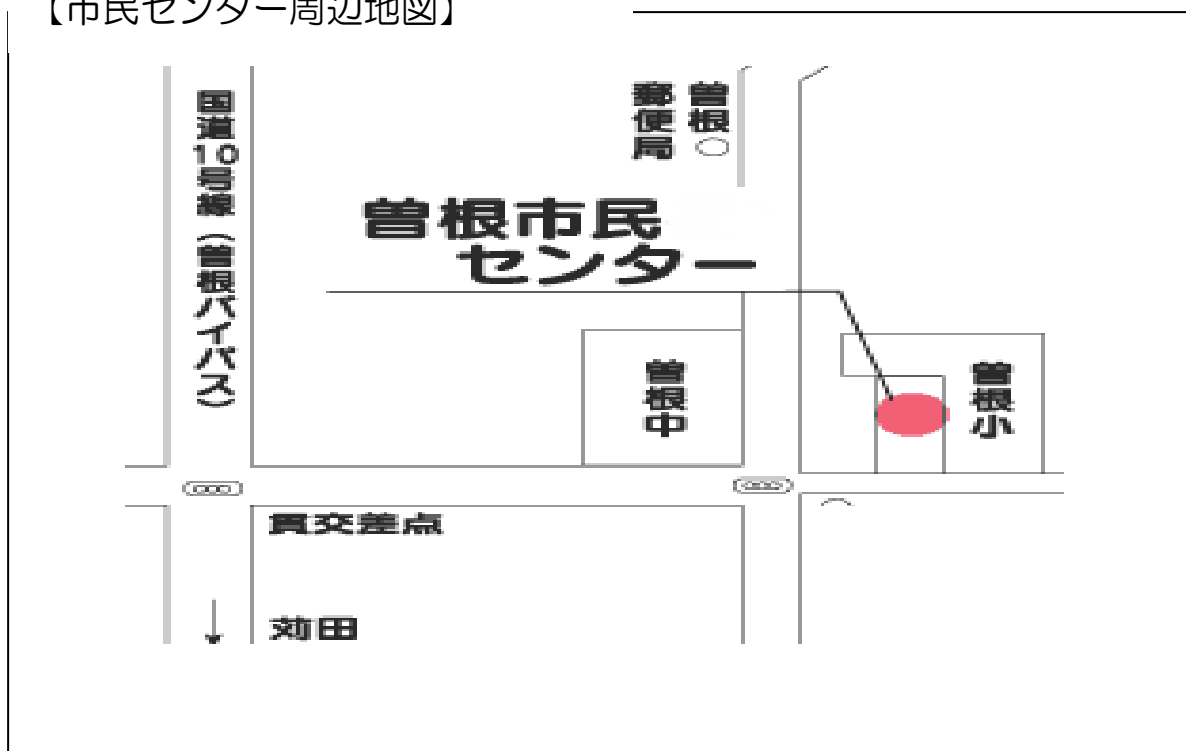 【市民センター周辺地図】
国道10号線（曽根バイパス）
曽根○
郵便局
曽根市民
センター
曽根中
曽根小
貫交差点
苅田